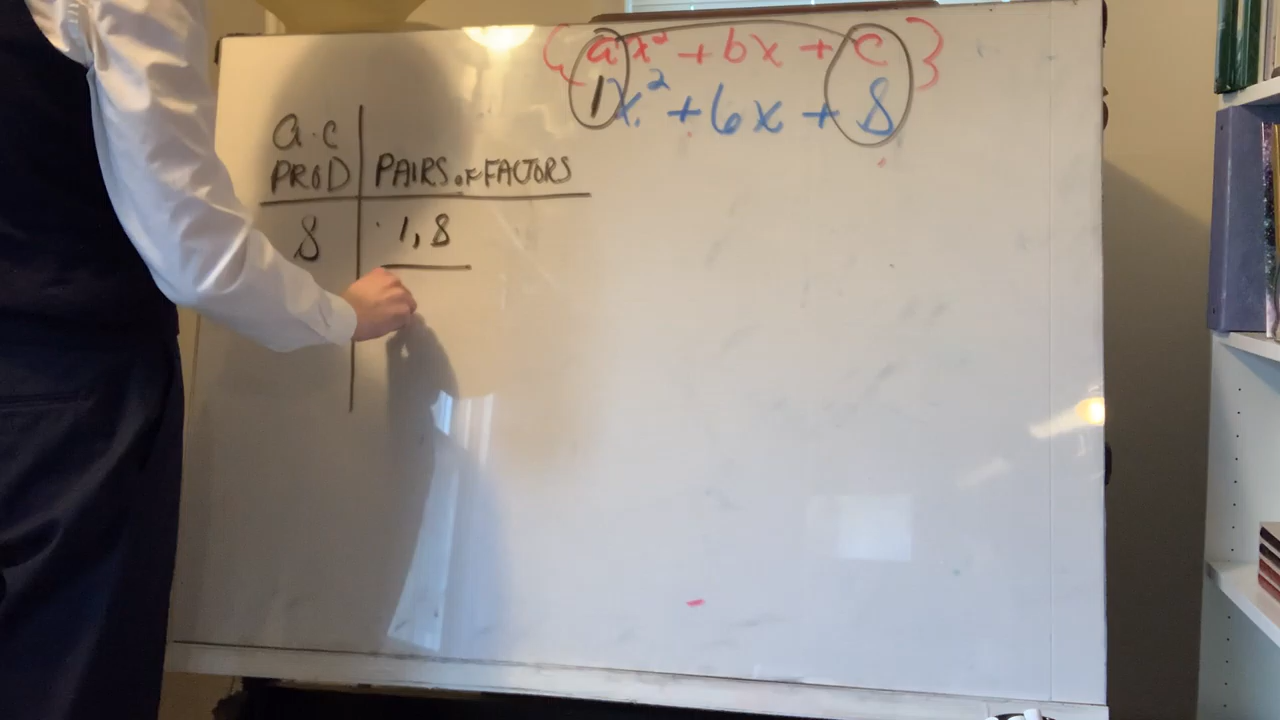 {ax² + bx + c}
1x² + 6x + 8
a·c
PROD PAIRS OF FACTORS
8 1, 8